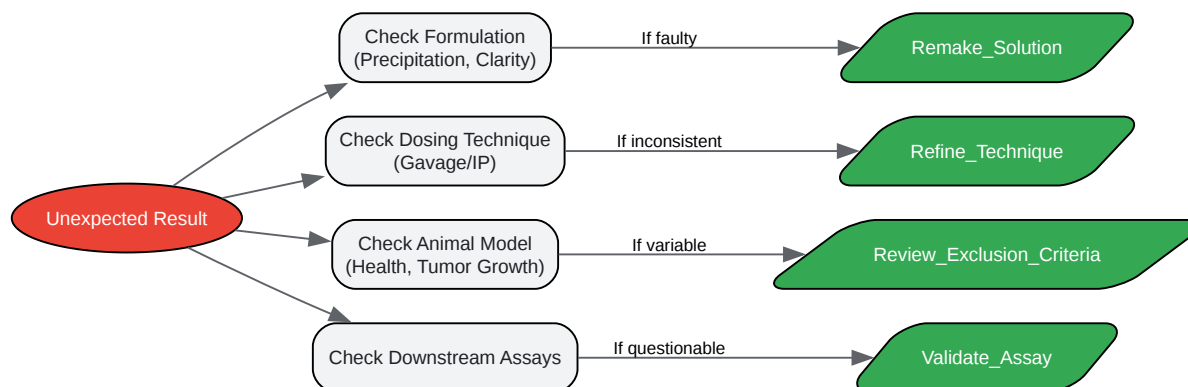 Check Formulation
(Precipitation, Clarity)
If faulty
Remake_Solution
Check Dosing Technique
(Gavage/IP)
If inconsistent
Refine_Technique
Unexpected Result
Check Animal Model
(Health, Tumor Growth)
If variable
Review_Exclusion_Criteria
Check Downstream Assays
If questionable
Validate_Assay